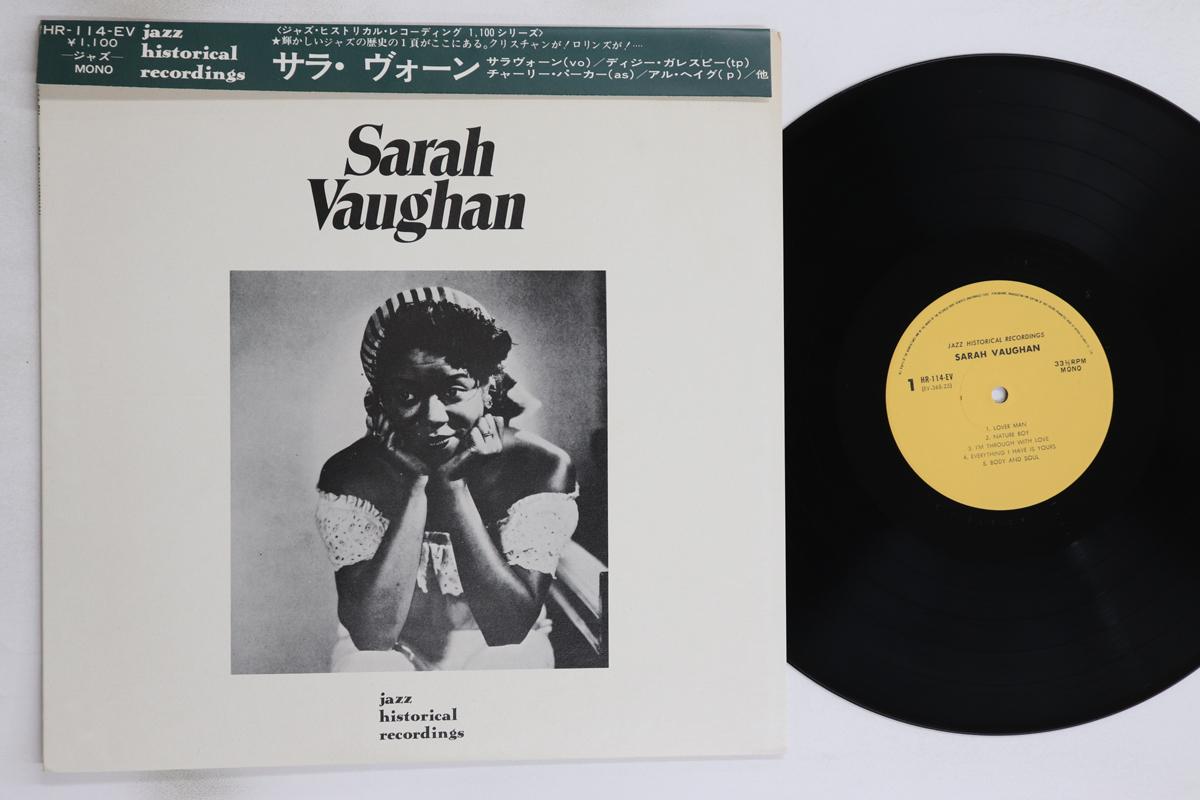 HR-114-EV
¥1,100
—ジャズ—
MONO
jazz
historical
recordings
〈ジャズ・ヒストリカル・レコーディング 1,100シリーズ〉
★輝かしいジャズの歴史の1頁がここにある。クリスチャンが！ロリンズが！‥‥
サラ・ ヴォーン
サラヴォーン(vo)／ディジー・ガレスピー(tp)
チャーリー・パーカー(as)／アル・ヘイグ(p)／他
Sarah
Vaughan
jazz
historical
recordings
JAZZ HISTORICAL RECORDINGS
SARAH VAUGHAN
1 HR-114-EV
33⅓RPM
MONO
1. LOVER MAN
2. NATURE BOY
3. I'M THROUGH WITH LOVE
4. EVERYTHING I HAVE IS YOURS
5. BODY AND SOUL